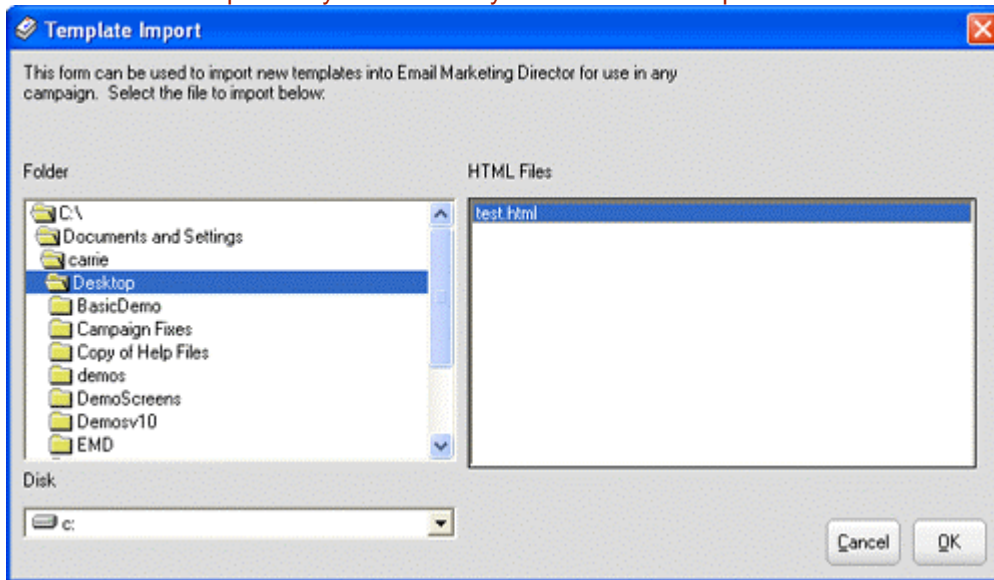 Template Import
This form can be used to import new templates into Email Marketing Director for use in any
campaign. Select the file to import below:
Folder
HTML Files
C:\
Documents and Settings
carrie
Desktop
BasicDemo
Campaign Fixes
Copy of Help Files
demos
DemoScreens
Demosv10
EMD
test.html
Disk
c:
Cancel
OK